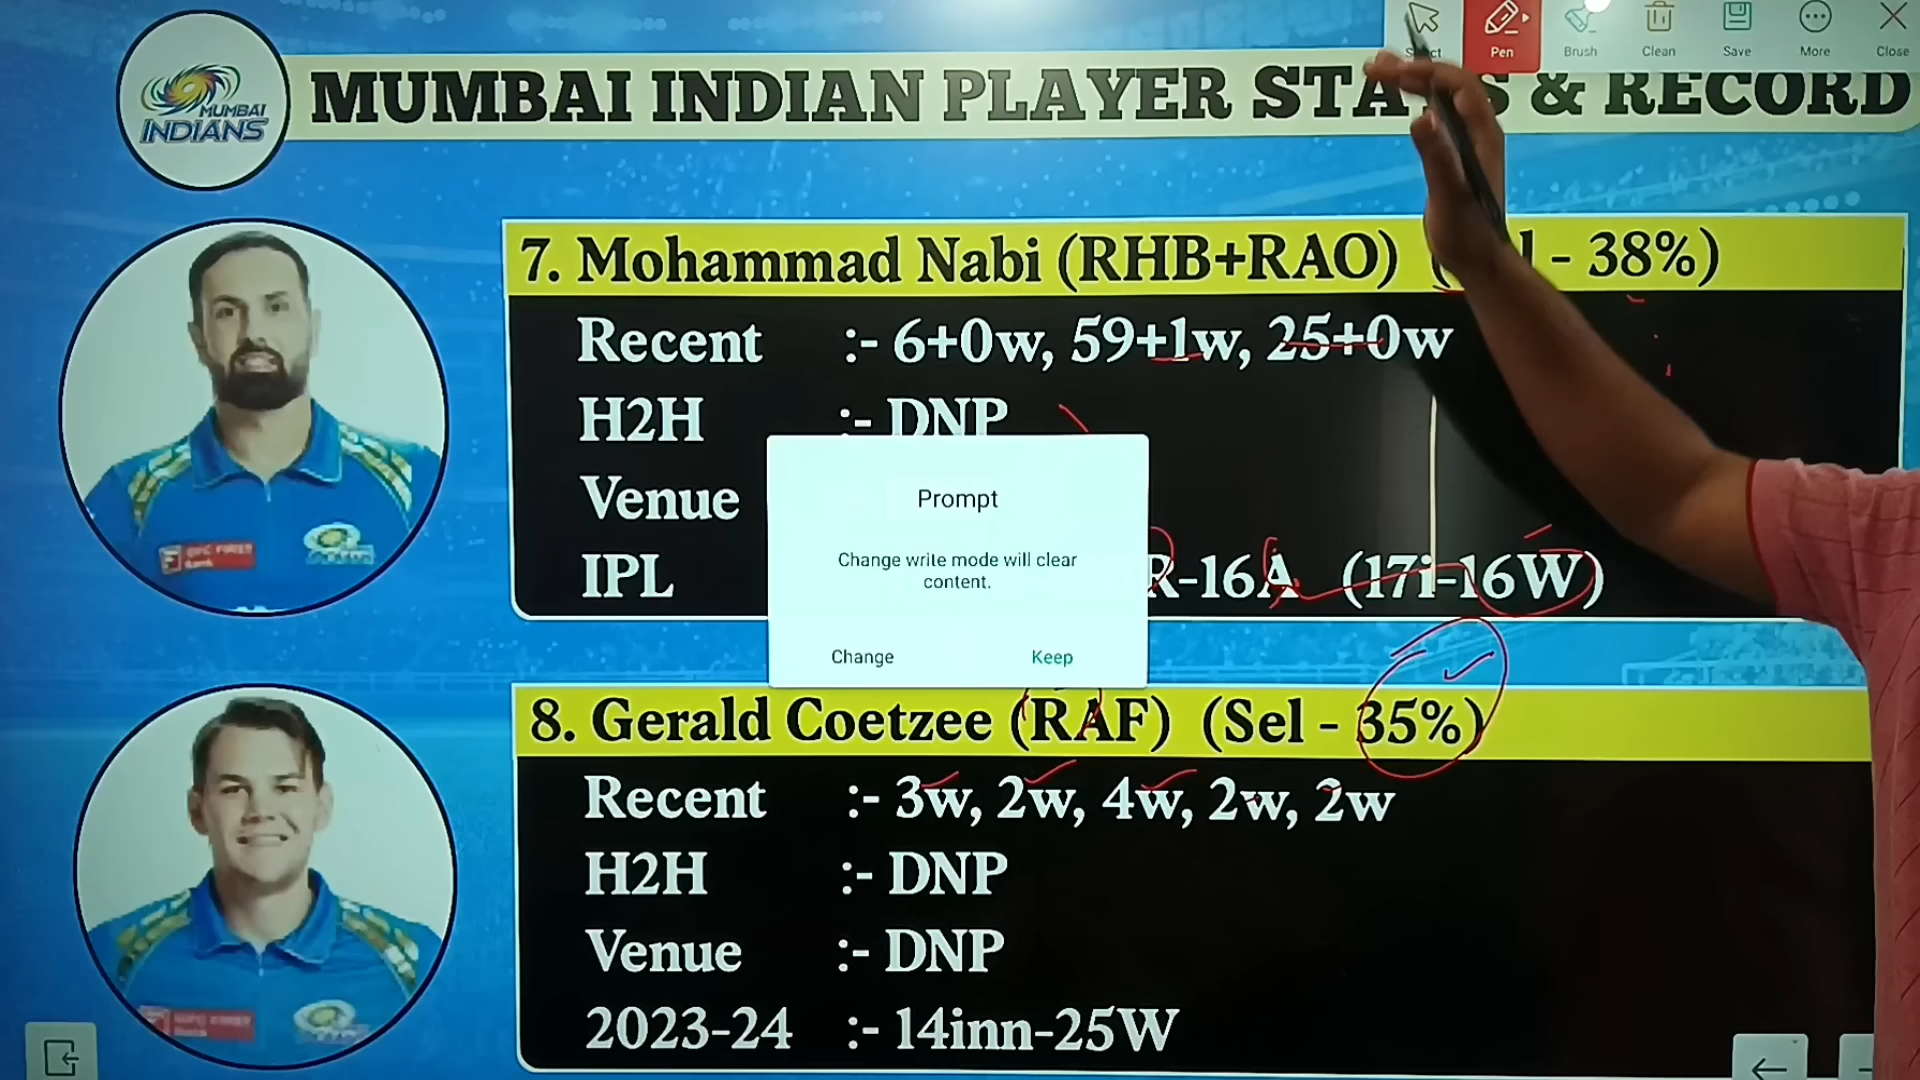 Select Pen Brush Clean Save More Close
MUMBAI INDIANS
MUMBAI INDIAN PLAYER STATS & RECORD
7. Mohammad Nabi (RHB+RAO) - 38%)
Recent :- 6+0w, 59+1w, 25+0w
H2H :- DNP
Venue
IPL R-16A (17i-16W)
Prompt
Change write mode will clear
content.
Change Keep
8. Gerald Coetzee (RAF) (Sel - 35%)
Recent :- 3w, 2w, 4w, 2w, 2w
H2H :- DNP
Venue :- DNP
2023-24 :- 14inn-25W